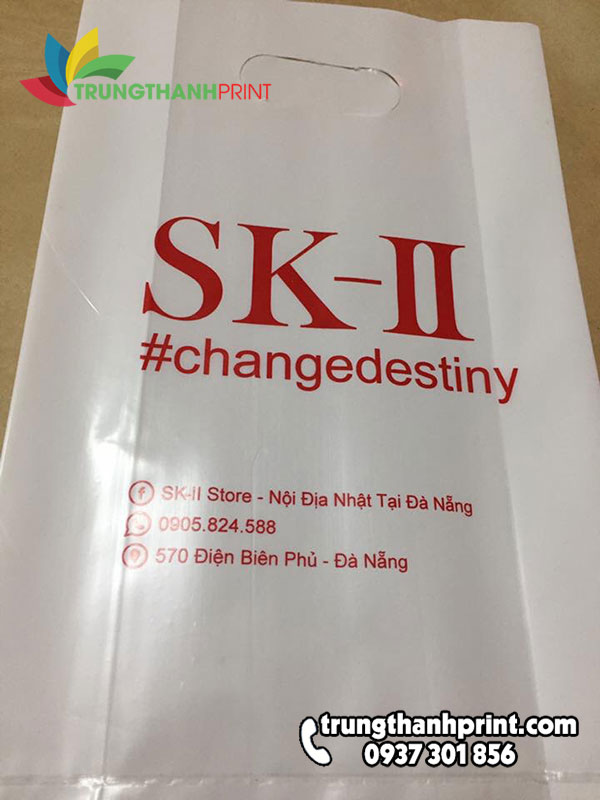 TRUNGTHANHPRINT
SK-II
#changedestiny
SK-II Store - Nội Địa Nhật Tại Đà Nẵng
0905.824.588
570 Điện Biên Phủ - Đà Nẵng
trungthanhprint.com
0937 301 856